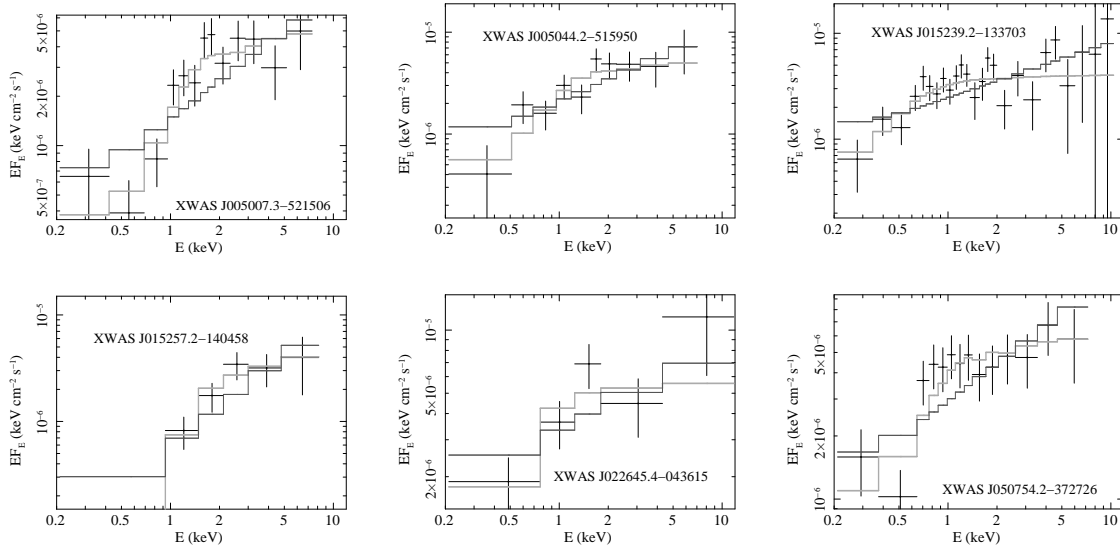 5×10⁻⁶
2×10⁻⁶
10⁻⁶
5×10⁻⁷
EF_E (keV cm⁻² s⁻¹)
XWAS J005007.3−521506
0.2 0.5 1 2 5 10
E (keV)
10⁻⁵
10⁻⁶
EF_E (keV cm⁻² s⁻¹)
XWAS J005044.2−515950
0.2 0.5 1 2 5 10
E (keV)
10⁻⁵
10⁻⁶
EF_E (keV cm⁻² s⁻¹)
XWAS J015239.2−133703
0.2 0.5 1 2 5 10
E (keV)
10⁻⁵
10⁻⁶
EF_E (keV cm⁻² s⁻¹)
XWAS J015257.2−140458
0.2 0.5 1 2 5 10
E (keV)
10⁻⁵
5×10⁻⁶
2×10⁻⁶
EF_E (keV cm⁻² s⁻¹)
XWAS J022645.4−043615
0.2 0.5 1 2 5 10
E (keV)
5×10⁻⁶
2×10⁻⁶
10⁻⁶
EF_E (keV cm⁻² s⁻¹)
XWAS J050754.2−372726
0.2 0.5 1 2 5 10
E (keV)